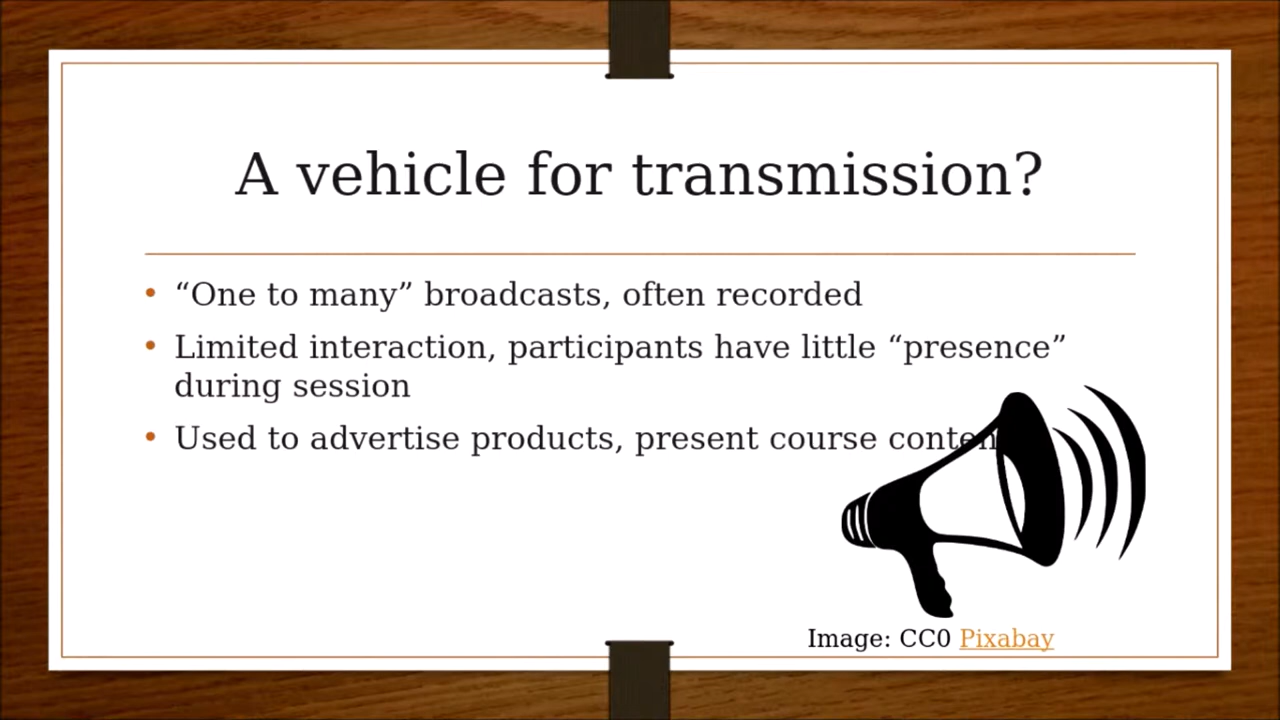 A vehicle for transmission?
• “One to many” broadcasts, often recorded
• Limited interaction, participants have little “presence”
during session
• Used to advertise products, present course conten
Image: CC0 Pixabay